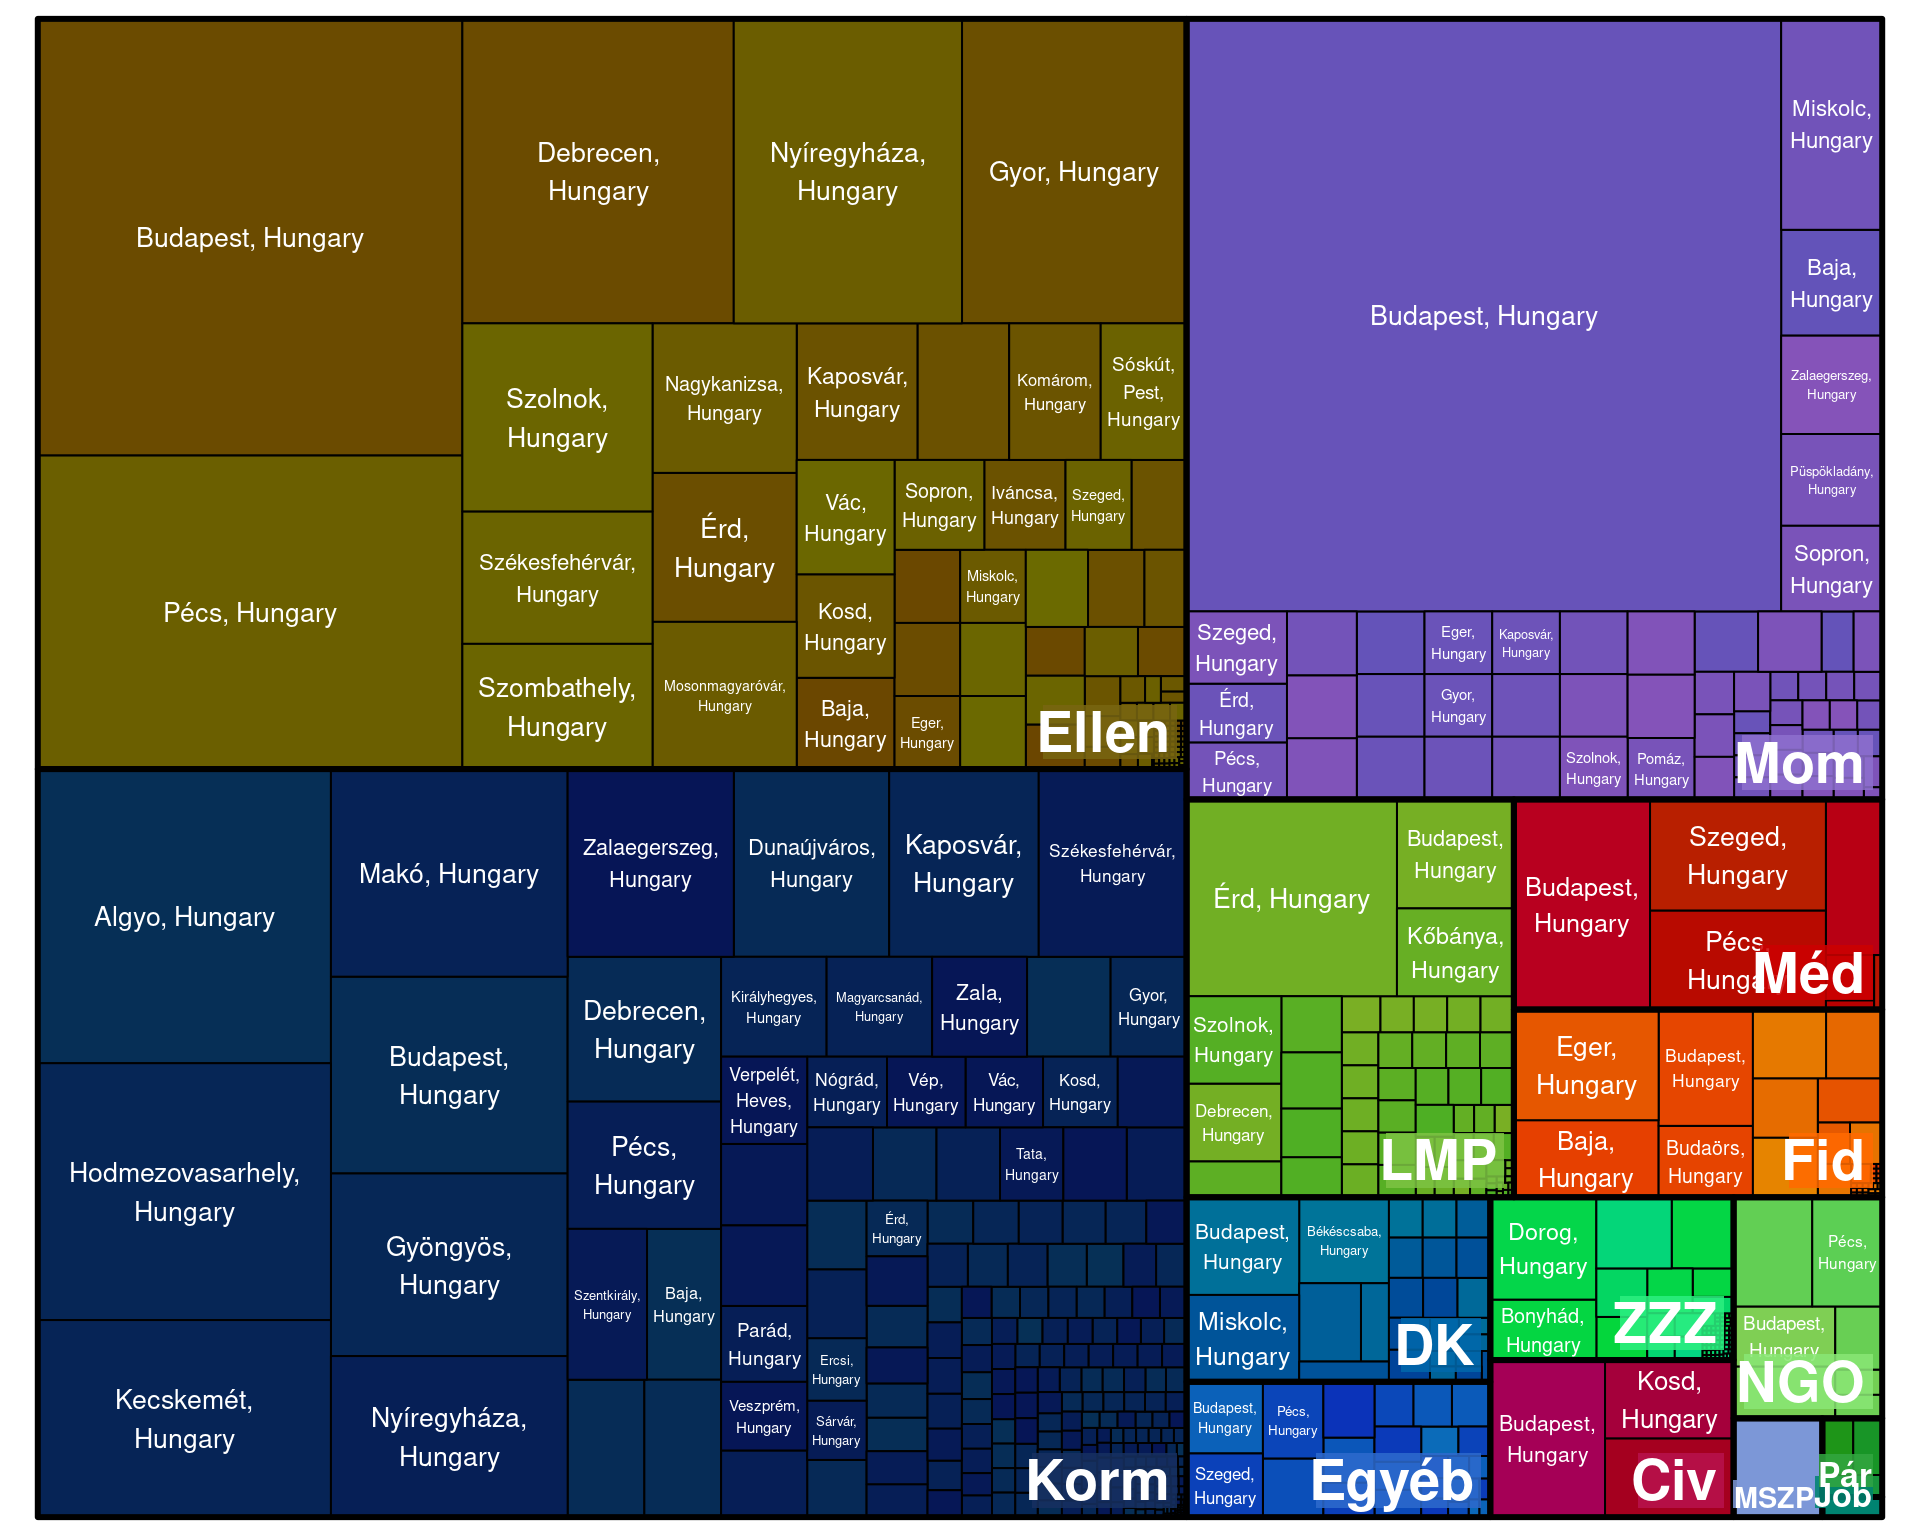 Budapest, Hungary
Debrecen,
Hungary
Nyíregyháza,
Hungary
Gyor, Hungary
Pécs, Hungary
Szolnok,
Hungary
Székesfehérvár,
Hungary
Szombathely,
Hungary
Nagykanizsa,
Hungary
Érd,
Hungary
Mosonmagyaróvár,
Hungary
Kaposvár,
Hungary
Komárom,
Hungary
Sóskút,
Pest,
Hungary
Vác,
Hungary
Sopron,
Hungary
Iváncsa,
Hungary
Szeged,
Hungary
Kosd,
Hungary
Miskolc,
Hungary
Baja,
Hungary
Eger,
Hungary
Ellen
Budapest, Hungary
Miskolc,
Hungary
Baja,
Hungary
Zalaegerszeg,
Hungary
Püspökladány,
Hungary
Sopron,
Hungary
Szeged,
Hungary
Érd,
Hungary
Pécs,
Hungary
Eger,
Hungary
Kaposvár,
Hungary
Gyor,
Hungary
Szolnok,
Hungary
Pomáz,
Hungary
Mom
Algyo, Hungary
Hodmezovasarhely,
Hungary
Kecskemét,
Hungary
Makó, Hungary
Budapest,
Hungary
Gyöngyös,
Hungary
Nyíregyháza,
Hungary
Zalaegerszeg,
Hungary
Dunaújváros,
Hungary
Kaposvár,
Hungary
Székesfehérvár,
Hungary
Debrecen,
Hungary
Pécs,
Hungary
Szentkirály,
Hungary
Baja,
Hungary
Királyhegyes,
Hungary
Magyarcsanád,
Hungary
Zala,
Hungary
Gyor,
Hungary
Verpelét,
Heves,
Hungary
Nógrád,
Hungary
Vép,
Hungary
Vác,
Hungary
Kosd,
Hungary
Tata,
Hungary
Érd,
Hungary
Parád,
Hungary
Ercsi,
Hungary
Veszprém,
Hungary
Sárvár,
Hungary
Korm
Érd, Hungary
Budapest,
Hungary
Kőbánya,
Hungary
Szolnok,
Hungary
Debrecen,
Hungary
LMP
Budapest,
Hungary
Szeged,
Hungary
Pécs,
Hunga
Méd
Eger,
Hungary
Budapest,
Hungary
Baja,
Hungary
Budaörs,
Hungary
Fid
Budapest,
Hungary
Békéscsaba,
Hungary
Miskolc,
Hungary
DK
Dorog,
Hungary
Bonyhád,
Hungary
ZZZ
Pécs,
Hungary
Budapest,
Hungary
NGO
Budapest,
Hungary
Pécs,
Hungary
Szeged,
Hungary
Egyéb
Budapest,
Hungary
Kosd,
Hungary
Civ
Pár
MSZP
Job